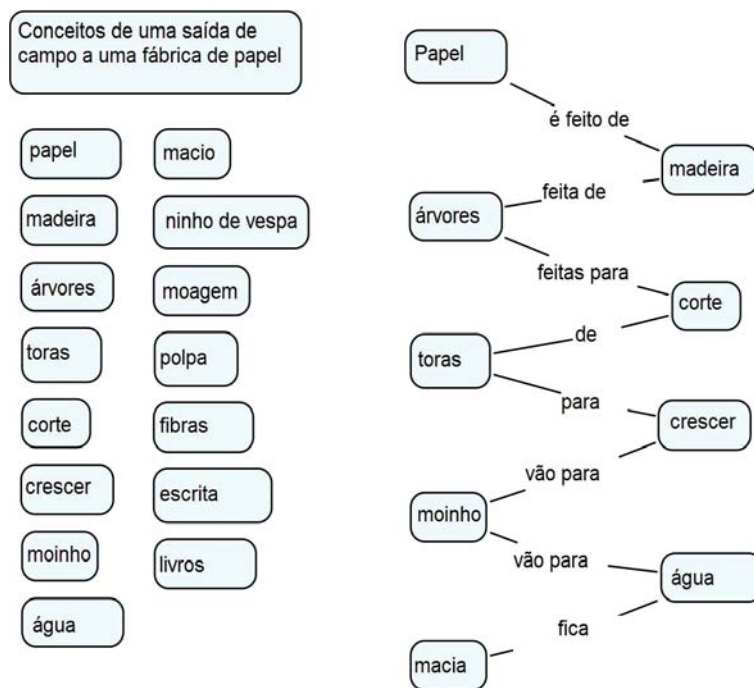 Conceitos de uma saída de
campo a uma fábrica de papel
papel
madeira
árvores
toras
corte
crescer
moinho
água
macio
ninho de vespa
moagem
polpa
fibras
escrita
livros
Papel
é feito de
madeira
feita de
árvores
feitas para
corte
de
toras
para
crescer
vão para
moinho
vão para
água
fica
macia